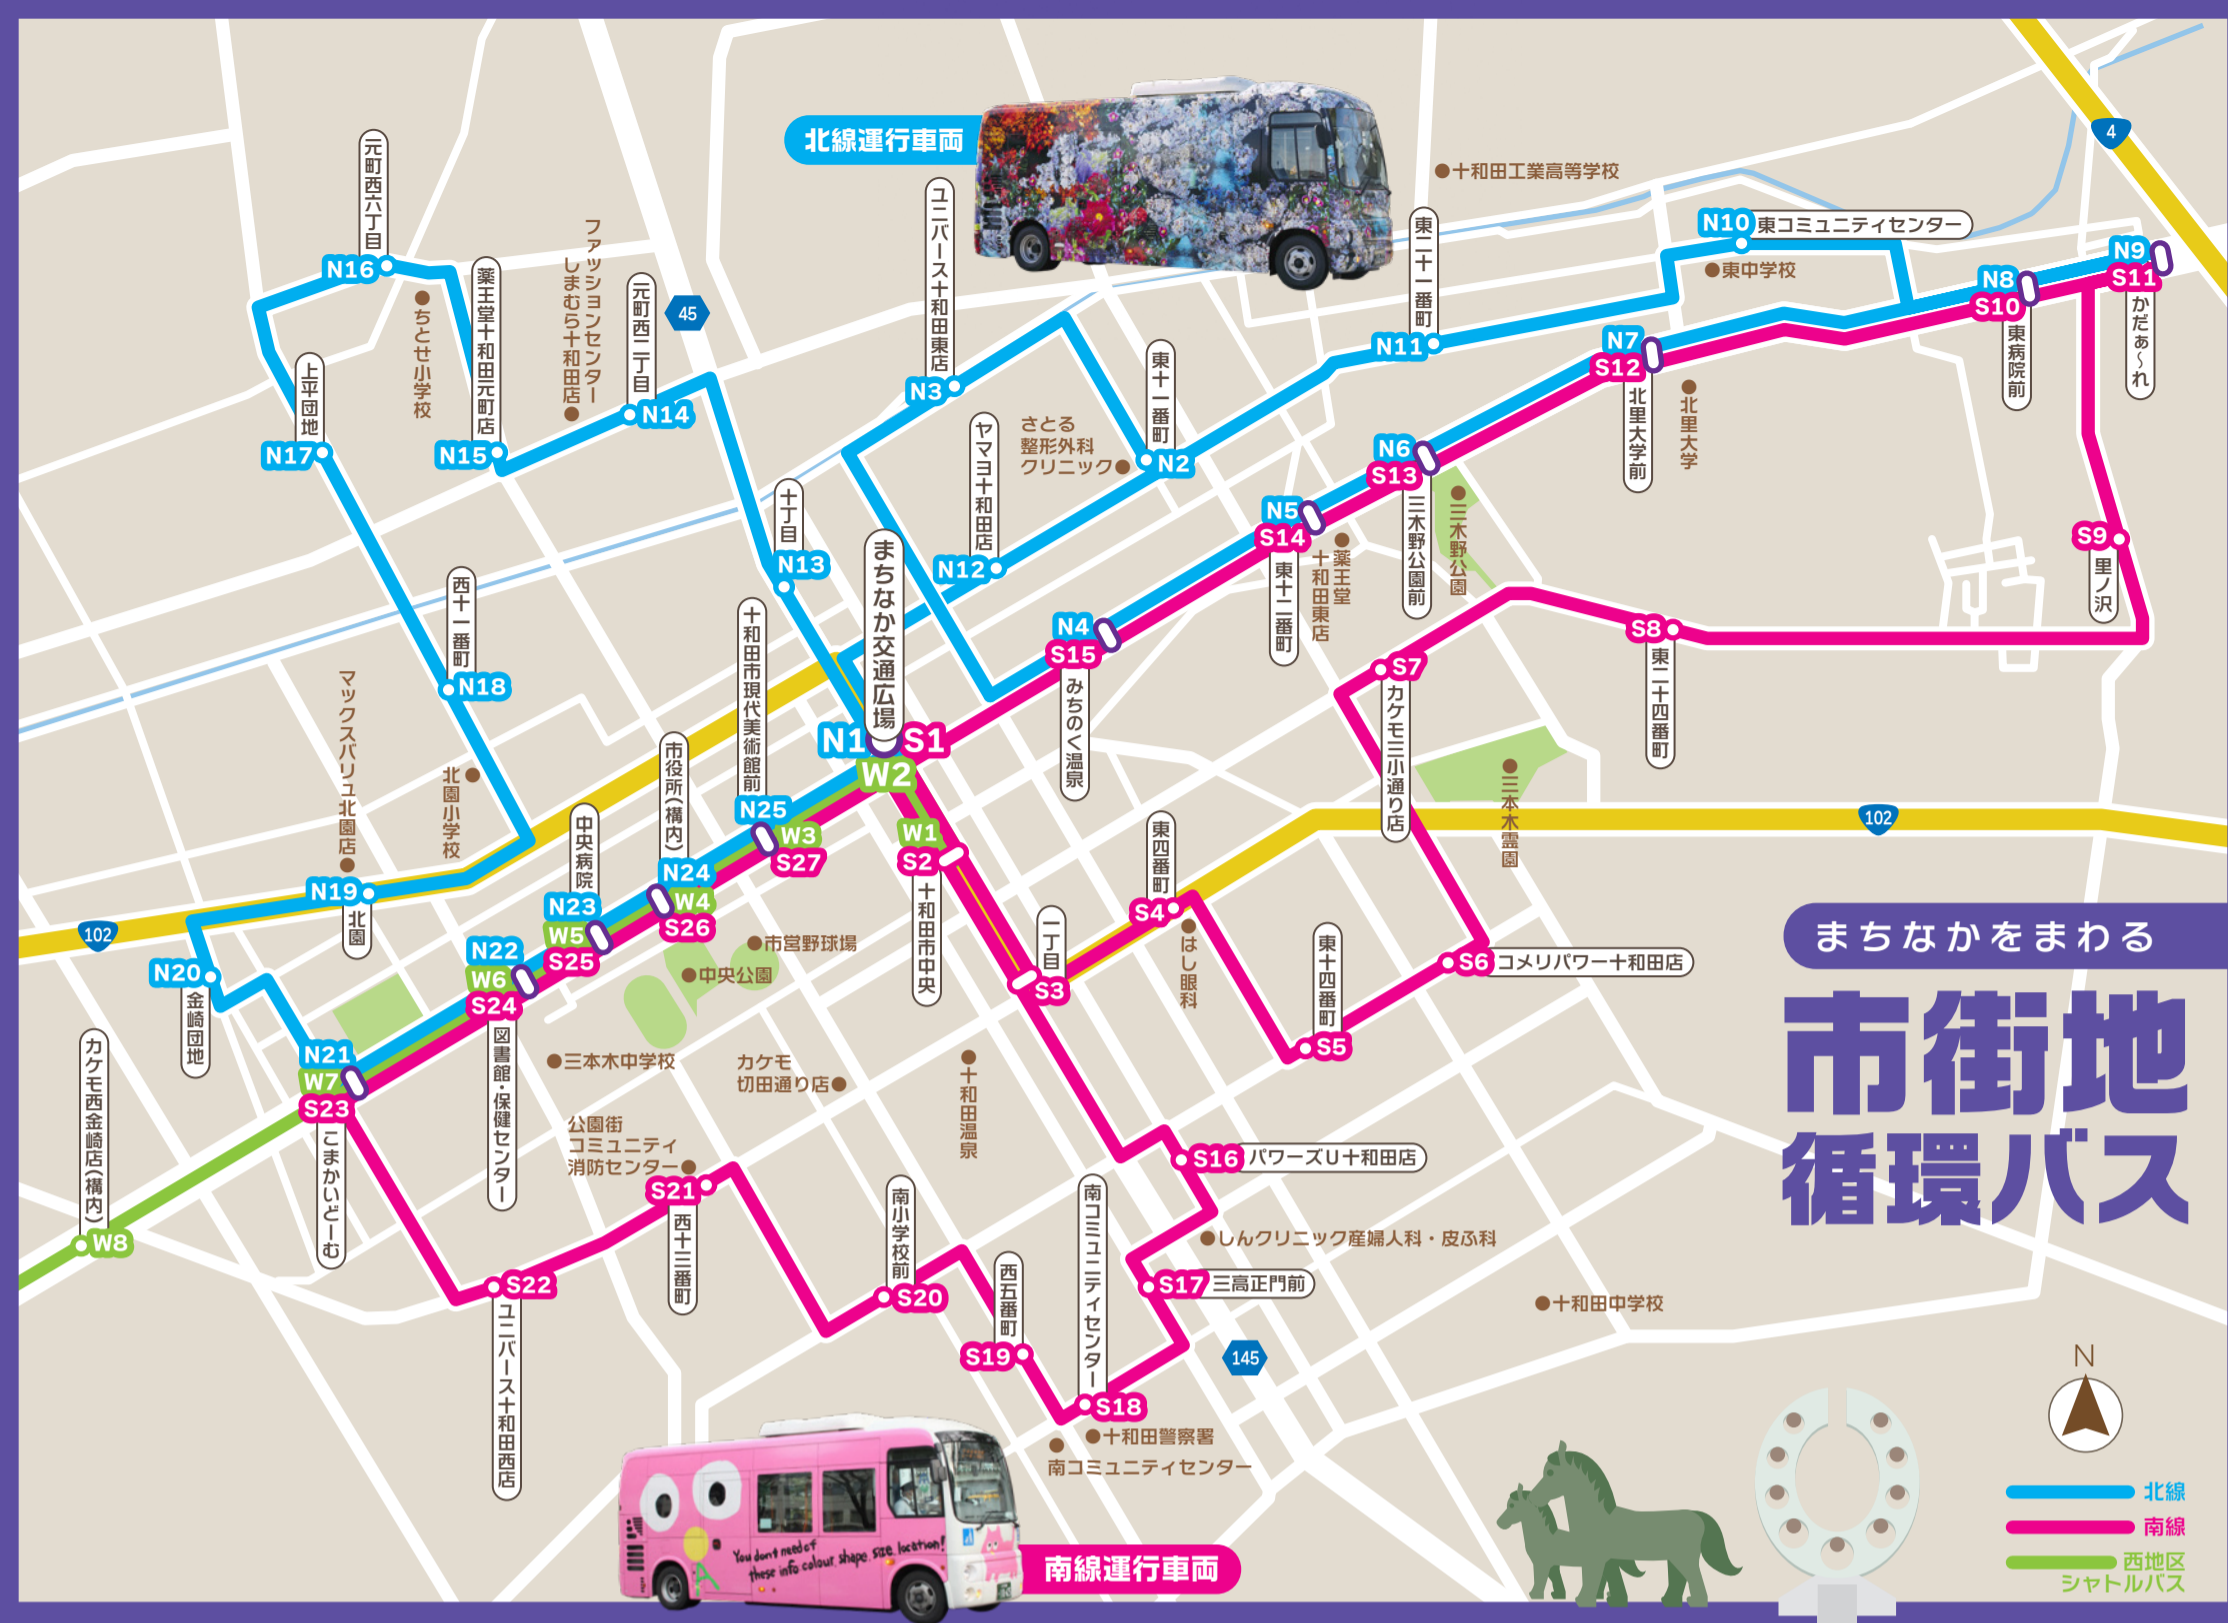 北線運行車両
4
十和田工業高等学校
N10 東コミュニティセンター
東中学校
N9
S11
かだぁ〜れ
N8
S10
東病院前
N7
S12
北里大学前
北里大学
東二十一番町
N11
N6
S13
三木野公園前
三木野公園
N5
S14
東十二番町
薬王堂
十和田東店
N4
S15
みちのく温泉
ユニバース十和田東店
N3
東十一番町
N2
さとる
整形外科
クリニック
ヤマヨ十和田店
N12
十丁目
N13
45
元町西二丁目
N14
ファッションセンター
しまむら十和田店
薬王堂十和田元町店
N15
ちとせ小学校
元町西六丁目
N16
上平団地
N17
西十一番町
N18
北園小学校
マックスバリュ北園店
N19
北園
102
N20
金崎団地
N21
W7
S23
こまかいどーむ
カケモ西金崎店(構内)
W8
N22
W6
S24
図書館・保健センター
中央病院
N23
W5
S25
市役所(構内)
N24
W4
S26
十和田市現代美術館前
N25
W3
S27
まちなか交通広場
N1
S1
W2
W1
S2
十和田市中央
一丁目
S3
東四番町
S4
はし眼科
東十四番町
S5
S6 コメリパワー十和田店
S7
カケモ三小通り店
三本木霊園
102
S8
東二十四番町
S9
里ノ沢
市営野球場
中央公園
三本木中学校
カケモ
切田通り店
十和田温泉
公園街
コミュニティ
消防センター
S21
西十三番町
S22
ユニバース十和田西店
南小学校前
S20
西五番町
S19
南コミュニティセンター
S18
S16 パワーズU十和田店
しんクリニック産婦人科・皮ふ科
S17 三高正門前
145
十和田中学校
十和田警察署
南コミュニティセンター
You don't need of
these info colour, shape, size, location!
南線運行車両
まちなかをまわる
市街地
循環バス
N
北線
南線
西地区
シャトルバス